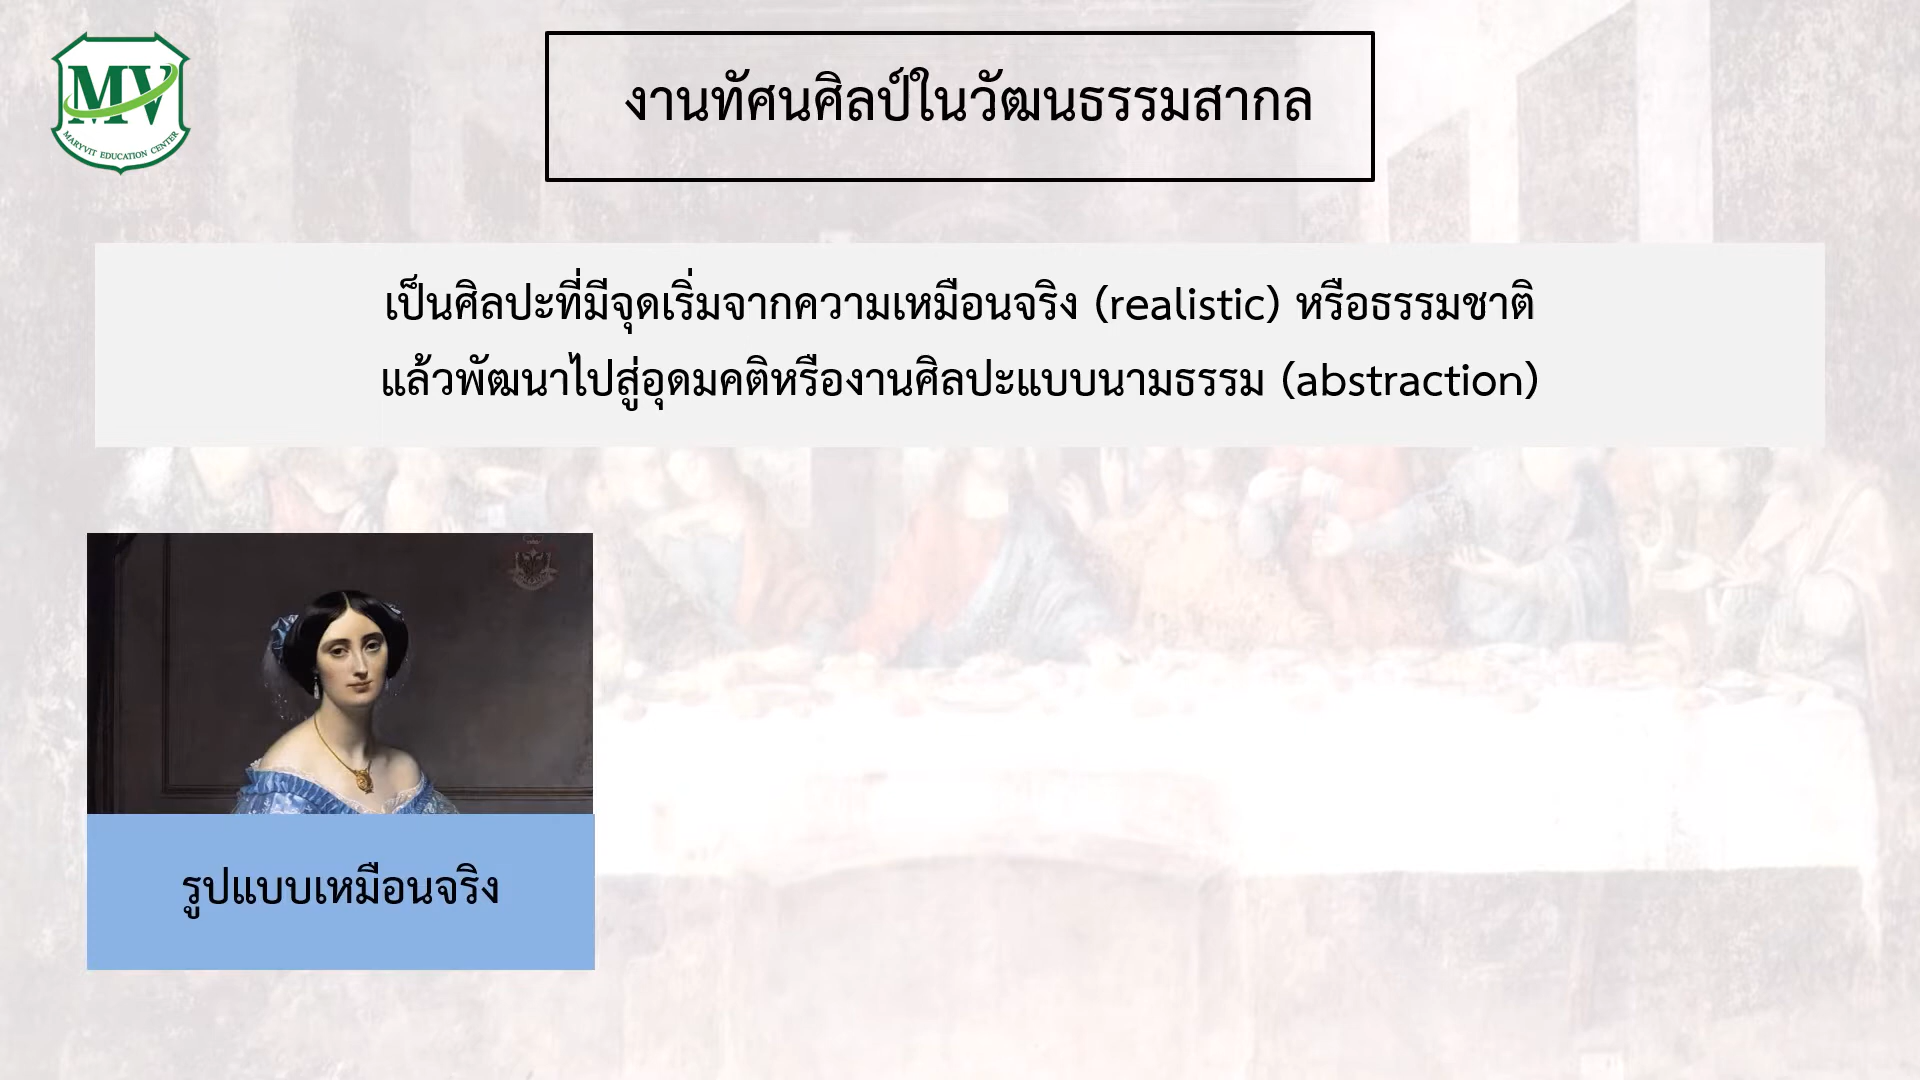 MV
MARYVIT EDUCATION CENTER
งานทัศนศิลป์ในวัฒนธรรมสากล
เป็นศิลปะที่มีจุดเริ่มจากความเหมือนจริง (realistic) หรือธรรมชาติ
แล้วพัฒนาไปสู่อุดมคติหรืองานศิลปะแบบนามธรรม (abstraction)
รูปแบบเหมือนจริง